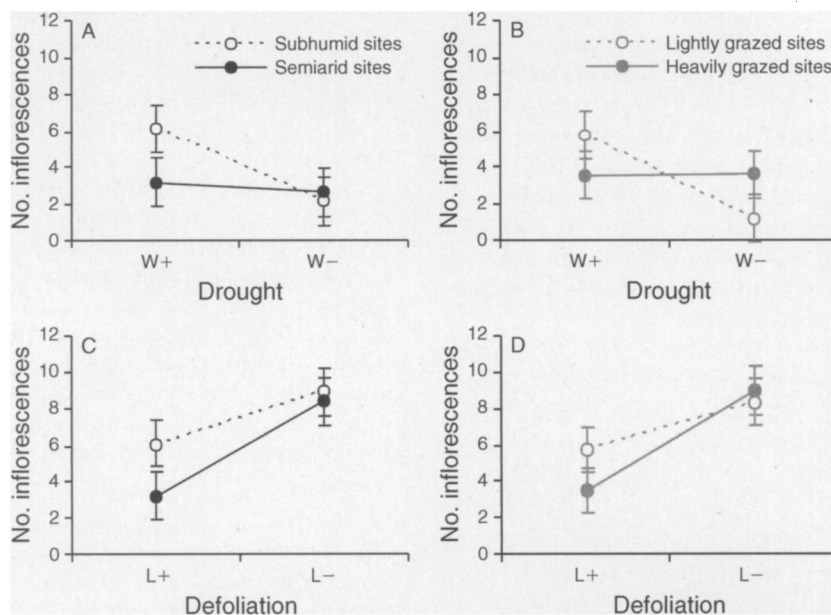 A
12
10
8
6
4
2
0
No. inflorescences
Subhumid sites
Semiarid sites
W+ W−
Drought
B
12
10
8
6
4
2
0
No. inflorescences
Lightly grazed sites
Heavily grazed sites
W+ W−
Drought
C
12
10
8
6
4
2
0
No. inflorescences
L+ L−
Defoliation
D
12
10
8
6
4
2
0
No. inflorescences
L+ L−
Defoliation